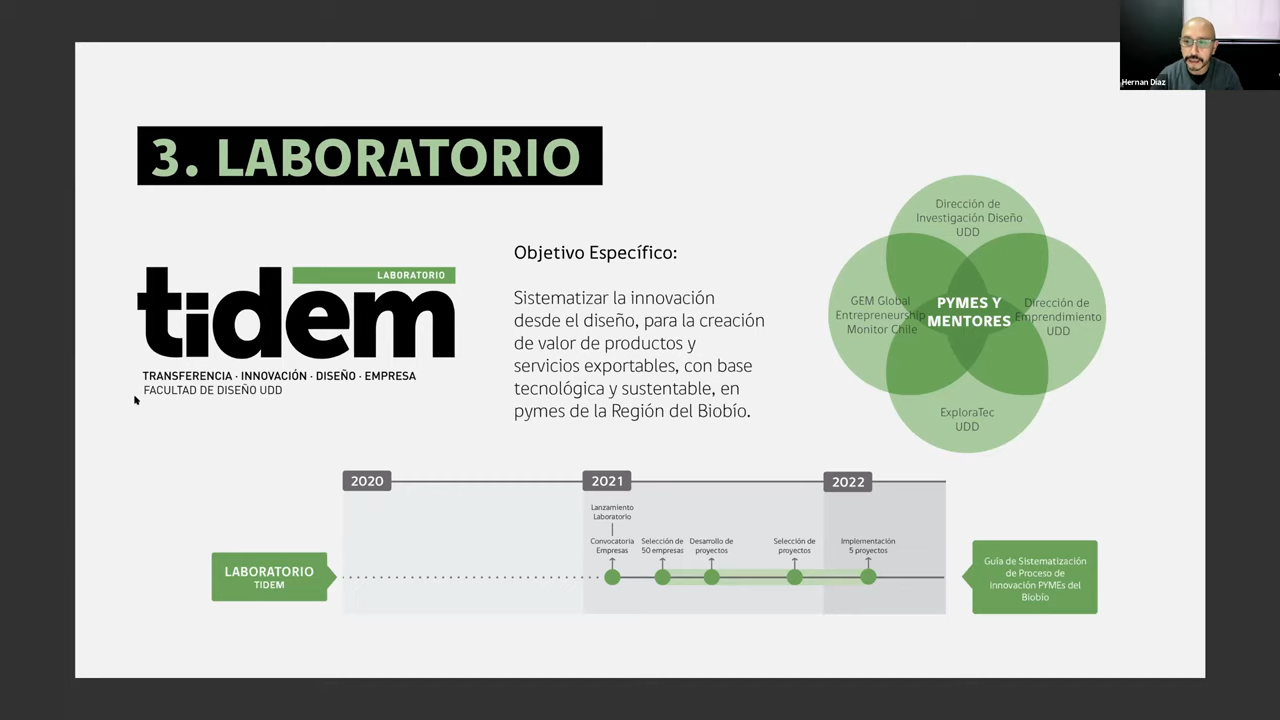 Hernan Diaz
3. LABORATORIO
LABORATORIO
tidem
TRANSFERENCIA · INNOVACIÓN · DISEÑO · EMPRESA
FACULTAD DE DISEÑO UDD
Objetivo Específico:
Sistematizar la innovación
desde el diseño, para la creación
de valor de productos y
servicios exportables, con base
tecnológica y sustentable, en
pymes de la Región del Biobío.
Dirección de
Investigación Diseño
UDD
GEM Global
Entrepreneurship
Monitor Chile
PYMES Y
MENTORES
Dirección de
Emprendimiento
UDD
ExploraTec
UDD
2020
2021
2022
Lanzamiento
Laboratorio
Convocatoria
Empresas
Selección de
50 empresas
Desarrollo de
proyectos
Selección de
proyectos
Implementación
5 proyectos
LABORATORIO
TIDEM
Guía de Sistematización
de Proceso de
Innovación PYMEs del
Biobío